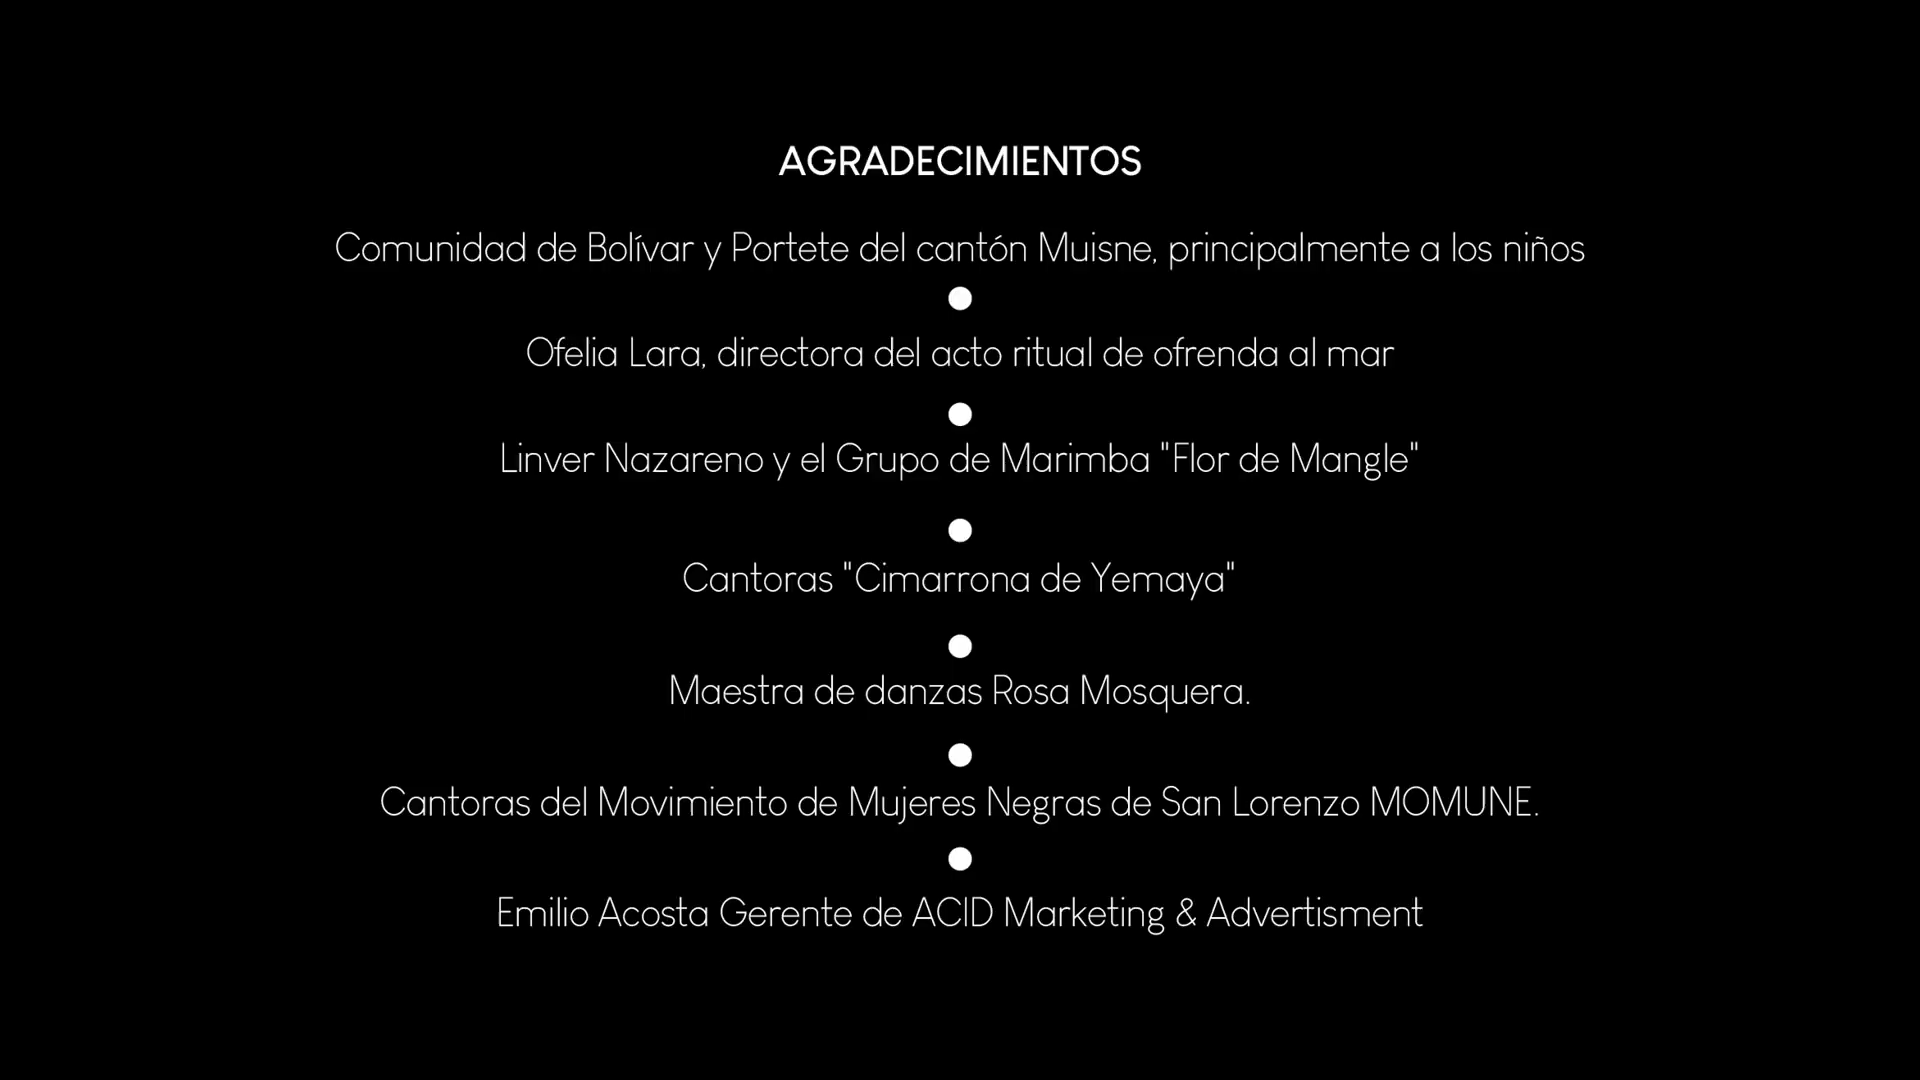 AGRADECIMIENTOS
Comunidad de Bolívar y Portete del cantón Muisne, principalmente a los niños
Ofelia Lara, directora del acto ritual de ofrenda al mar
Linver Nazareno y el Grupo de Marimba "Flor de Mangle"
Cantoras "Cimarrona de Yemaya"
Maestra de danzas Rosa Mosquera.
Cantoras del Movimiento de Mujeres Negras de San Lorenzo MOMUNE.
Emilio Acosta Gerente de ACID Marketing & Advertisment